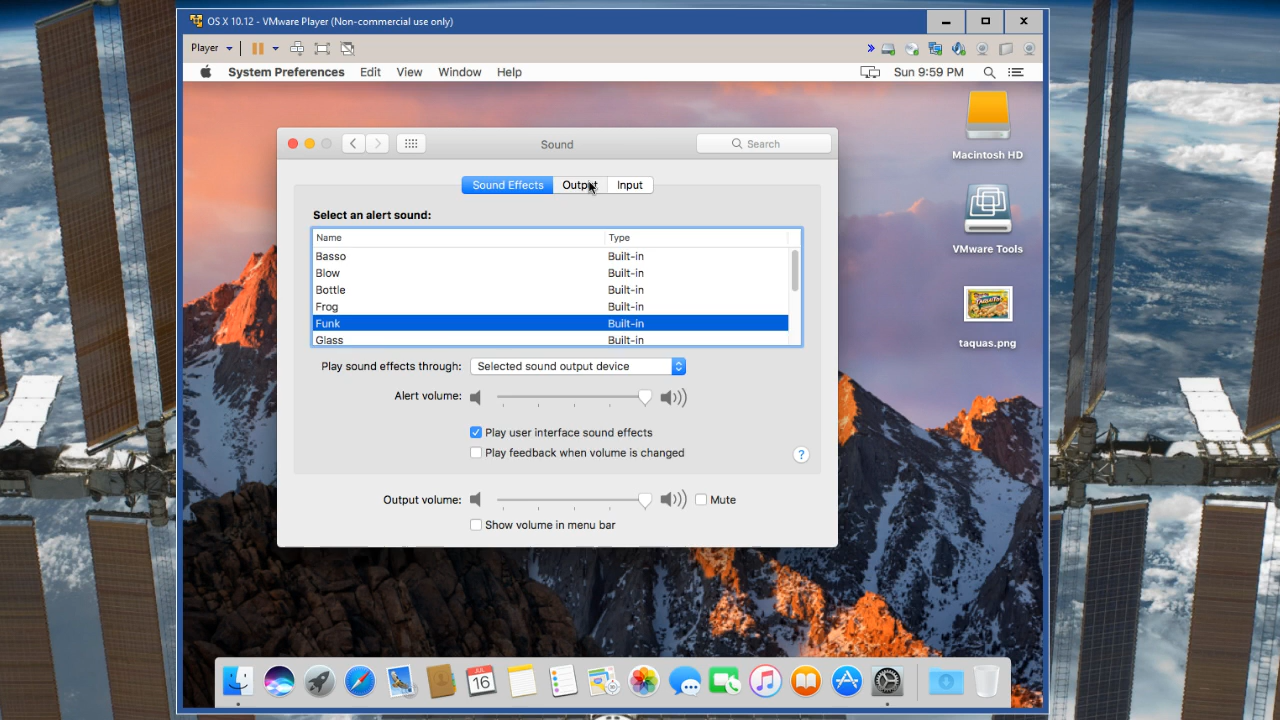 OS X 10.12 - VMware Player (Non-commercial use only)
Player
System Preferences Edit View Window Help Sun 9:59 PM
Macintosh HD
VMware Tools
taquas.png
Sound
Search
Sound Effects Output Input
Select an alert sound:
Name Type
Basso Built-in
Blow Built-in
Bottle Built-in
Frog Built-in
Funk Built-in
Glass Built-in
Play sound effects through: Selected sound output device
Alert volume:
Play user interface sound effects
Play feedback when volume is changed
?
Output volume: Mute
Show volume in menu bar
JUL
16